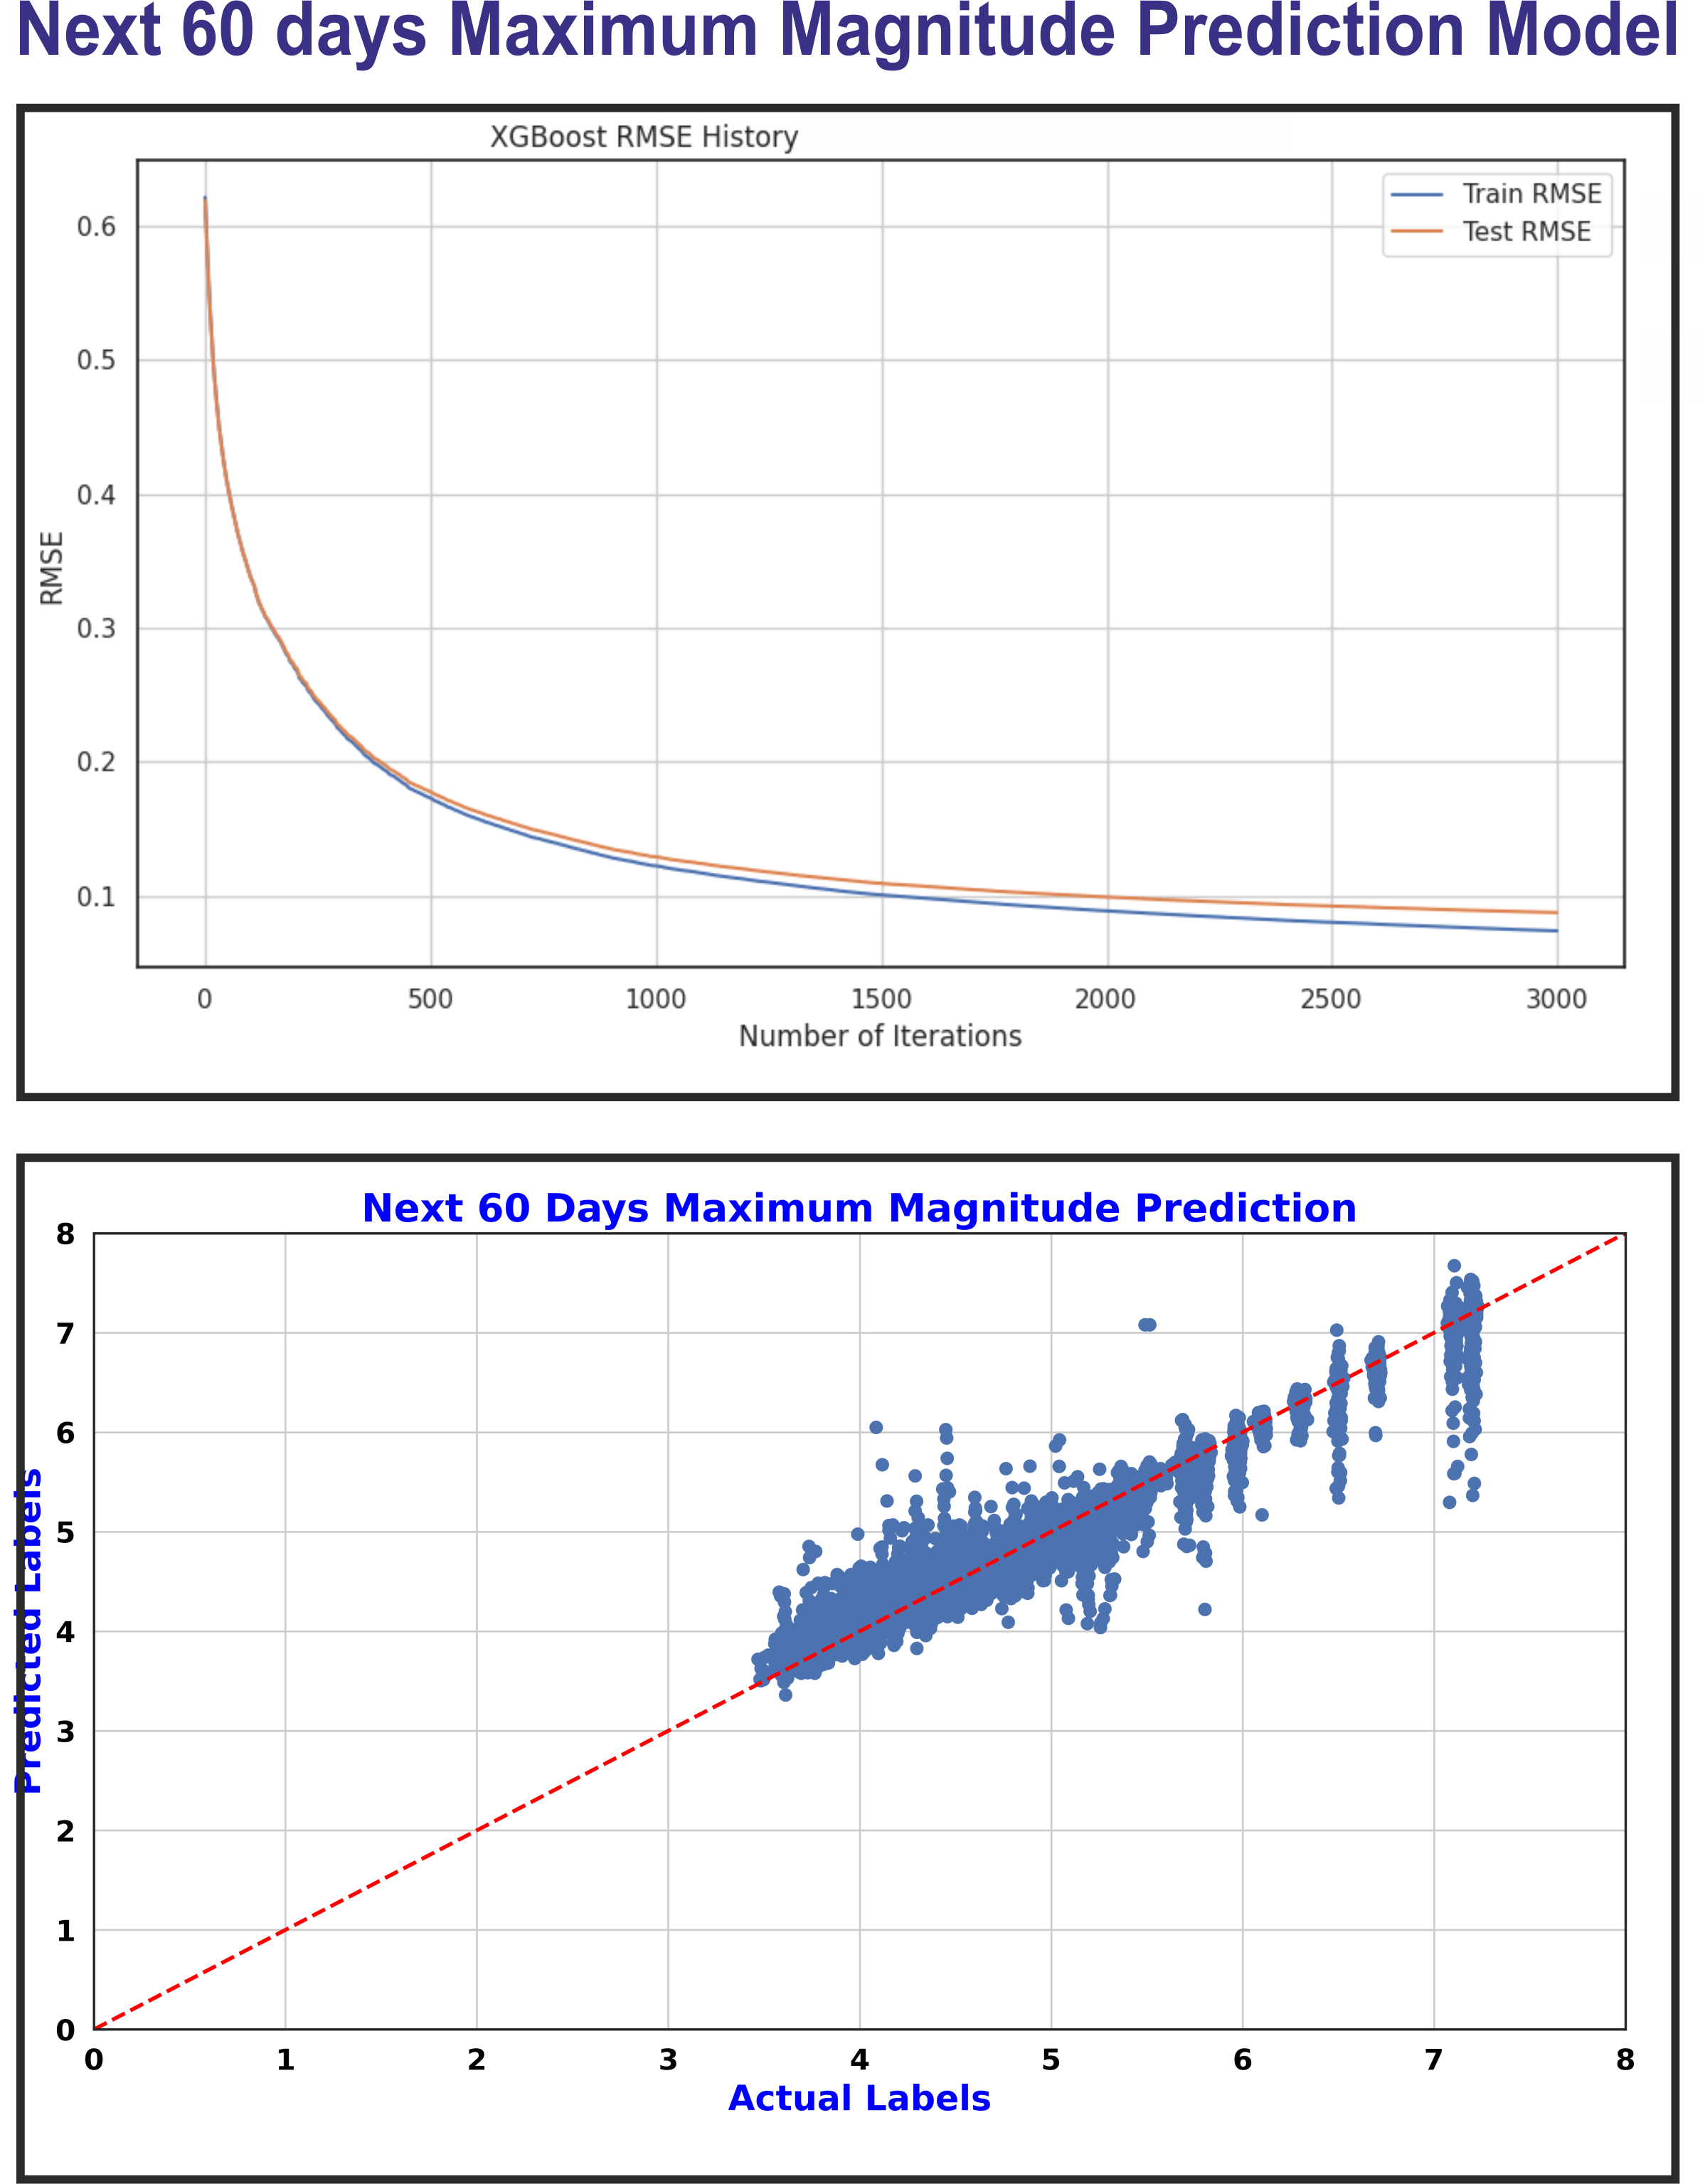 Next 60 days Maximum Magnitude Prediction Model
XGBoost RMSE History
Train RMSE
Test RMSE
0.6
0.5
0.4
0.3
0.2
0.1
RMSE
0 500 1000 1500 2000 2500 3000
Number of Iterations
Next 60 Days Maximum Magnitude Prediction
8
7
6
5
4
3
2
1
0
Predicted Labels
0 1 2 3 4 5 6 7 8
Actual Labels